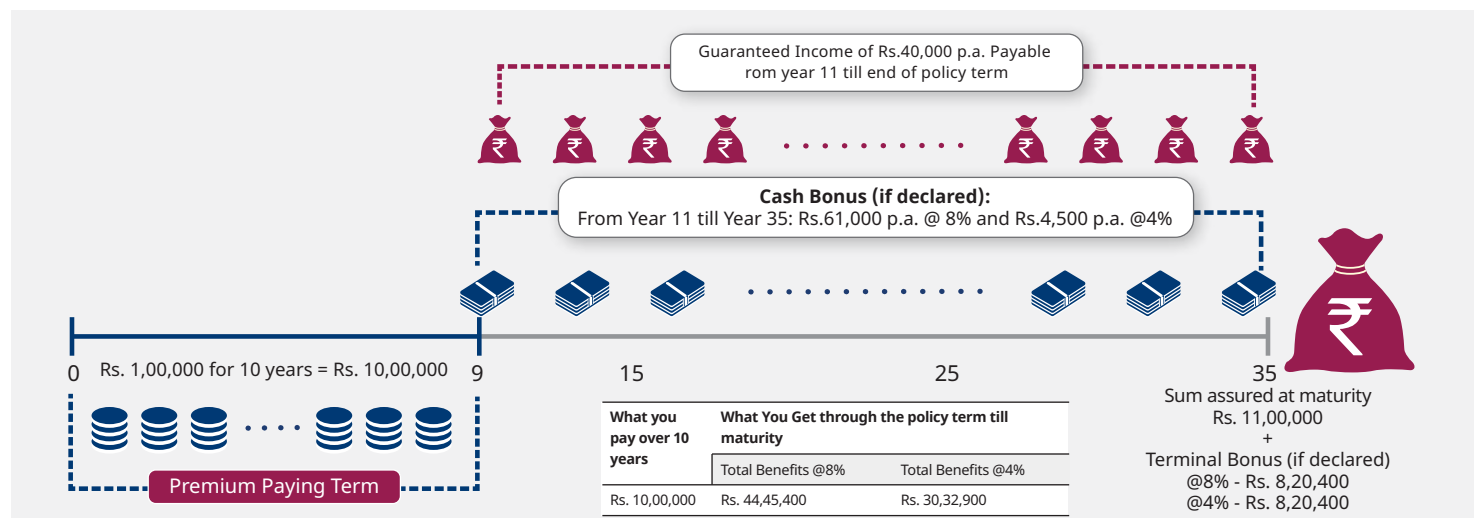 Guaranteed Income of Rs.40,000 p.a. Payable
rom year 11 till end of policy term
₹ ₹ ₹ ₹ ₹ ₹ ₹ ₹
Cash Bonus (if declared):
From Year 11 till Year 35: Rs.61,000 p.a. @ 8% and Rs.4,500 p.a. @4%
₹
0 Rs. 1,00,000 for 10 years = Rs. 10,00,000 9 15 25 35
Premium Paying Term
What you
pay over 10
years
What You Get through the policy term till
maturity
Total Benefits @8% Total Benefits @4%
Rs. 10,00,000 Rs. 44,45,400 Rs. 30,32,900
Sum assured at maturity
Rs. 11,00,000
+
Terminal Bonus (if declared)
@8% - Rs. 8,20,400
@4% - Rs. 8,20,400